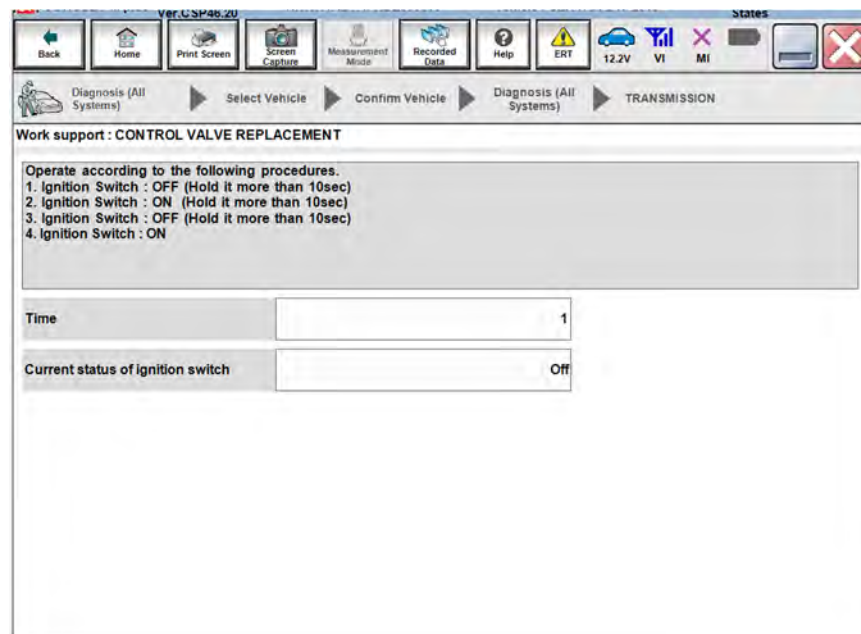 Ver.CSP46.20
States
Back
Home
Print Screen
Screen
Capture
Measurement
Mode
Recorded
Data
Help
ERT
12.2V
VI
MI
Diagnosis (All
Systems)
Select Vehicle
Confirm Vehicle
Diagnosis (All
Systems)
TRANSMISSION
Work support : CONTROL VALVE REPLACEMENT
Operate according to the following procedures.
1. Ignition Switch : OFF (Hold it more than 10sec)
2. Ignition Switch : ON (Hold it more than 10sec)
3. Ignition Switch : OFF (Hold it more than 10sec)
4. Ignition Switch : ON
Time
1
Current status of ignition switch
Off